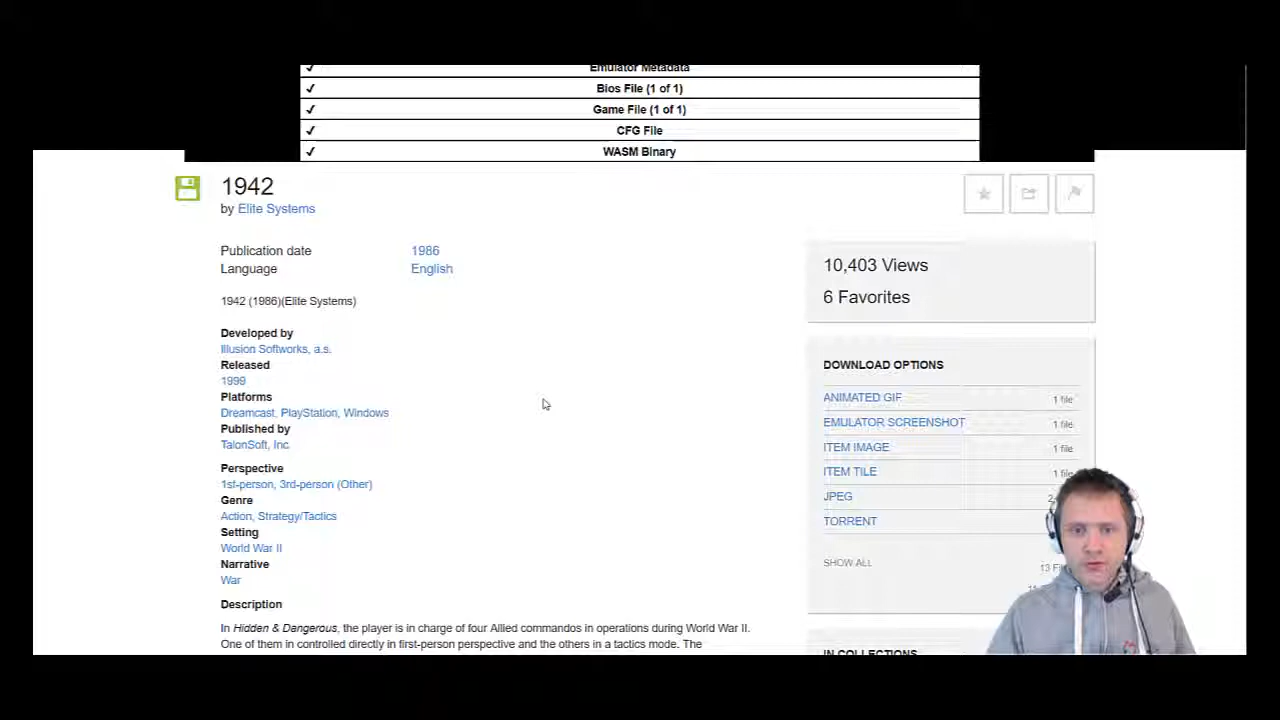 Emulator Metadata
Bios File (1 of 1)
Game File (1 of 1)
CFG File
WASM Binary
1942
by Elite Systems
Publication date 1986
Language English
1942 (1986)(Elite Systems)
Developed by
Illusion Softworks, a.s.
Released
1999
Platforms
Dreamcast, PlayStation, Windows
Published by
TalonSoft, Inc.
Perspective
1st-person, 3rd-person (Other)
Genre
Action, Strategy/Tactics
Setting
World War II
Narrative
War
Description
In Hidden & Dangerous, the player is in charge of four Allied commandos in operations during World War II.
One of them in controlled directly in first-person perspective and the others in a tactics mode. The
10,403 Views
6 Favorites
DOWNLOAD OPTIONS
ANIMATED GIF 1 file
EMULATOR SCREENSHOT 1 file
ITEM IMAGE 1 file
ITEM TILE 1 file
JPEG
TORRENT
SHOW ALL
IN COLLECTIONS